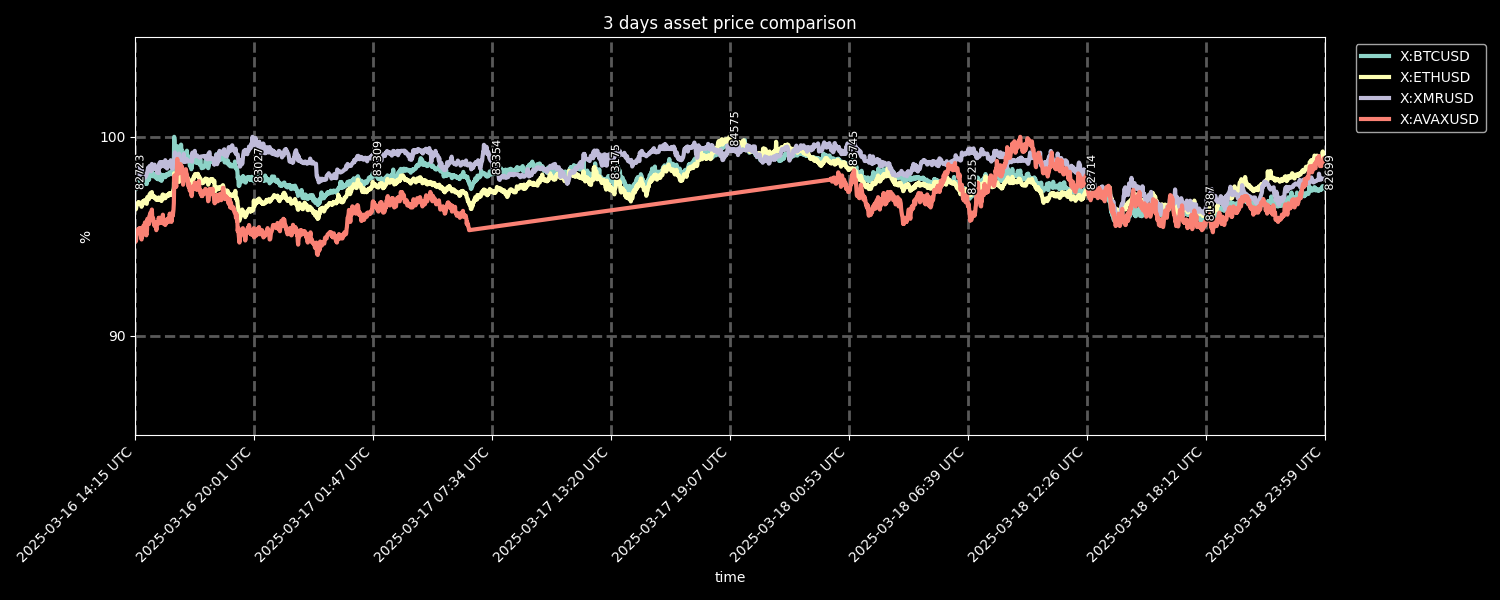 3 days asset price comparison
X:BTCUSD
X:ETHUSD
X:XMRUSD
X:AVAXUSD
100
90
%
82723
83027
83309
83354
83175
84575
83745
82525
82714
81387
82699
2025-03-16 14:15 UTC
2025-03-16 20:01 UTC
2025-03-17 01:47 UTC
2025-03-17 07:34 UTC
2025-03-17 13:20 UTC
2025-03-17 19:07 UTC
2025-03-18 00:53 UTC
2025-03-18 06:39 UTC
2025-03-18 12:26 UTC
2025-03-18 18:12 UTC
2025-03-18 23:59 UTC
time